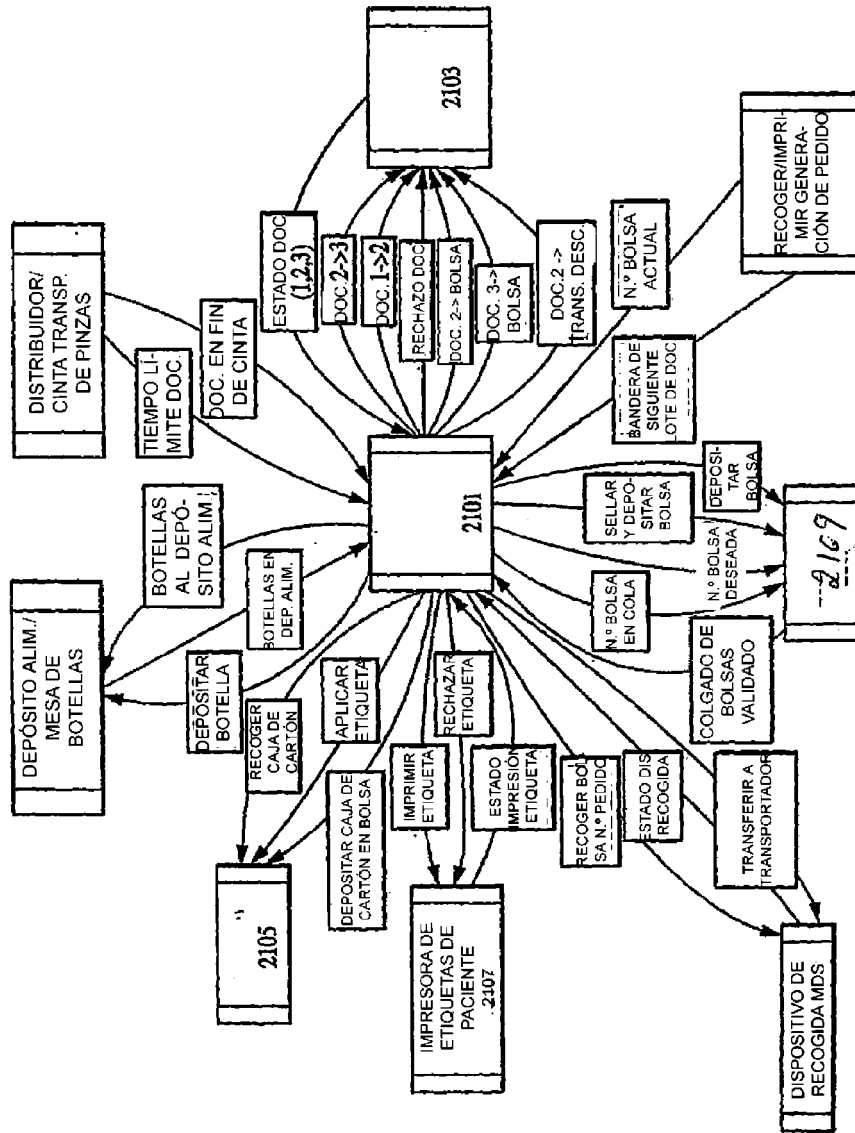 DEPÓSITO ALIM./
MESA DE
BOTELLAS
DISTRIBUIDOR/
CINTA TRANSP.
DE PINZAS
BOTELLAS
AL DEPÓ-
SITO ALIM.
TIEMPO LÍ-
MITE DOC.
DOC. EN FIN
DE CINTA
BOTELLAS EN
DEP. ALIM.
DEPOSITAR
BOTELLA
ESTADO DOC
(1,2,3)
DOC. 2->3
DOC. 1->2
RECHAZO DOC
DOC. 2-> BOLSA
DOC. 3->
BOLSA
DOC.2 ->
TRANS. DESC.
2103
RECOGER
CAJA DE
CARTÓN
APLICAR
ETIQUETA
DEPOSITAR CAJA DE
CARTÓN EN BOLSA
2105
2101
IMPRIMIR
ETIQUETA
RECHAZAR
ETIQUETA
ESTADO
IMPRESIÓN
ETIQUETA
IMPRESORA DE
ETIQUETAS DE
PACIENTE
2107
RECOGER BOL
SA N.º PEDIDO
ESTADO DIS
RECOGIDA
TRANSFERIR A
TRANSPORTADOR
DISPOSITIVO DE
RECOGIDA MDS
COLGADO DE
BOLSAS
VALIDADO
N.º BOLSA
EN COLA
N.º BOLSA
DESEADA
SELLAR
Y DEPO-
SITAR BOLSA
DEPOSI-
TAR
BOLSA
2109
BANDERA DE
SIGUIENTE
LOTE DE DOC
N.º BOLSA
ACTUAL
RECOGER/IMPRI-
MIR GENERA-
CIÓN DE PEDIDO